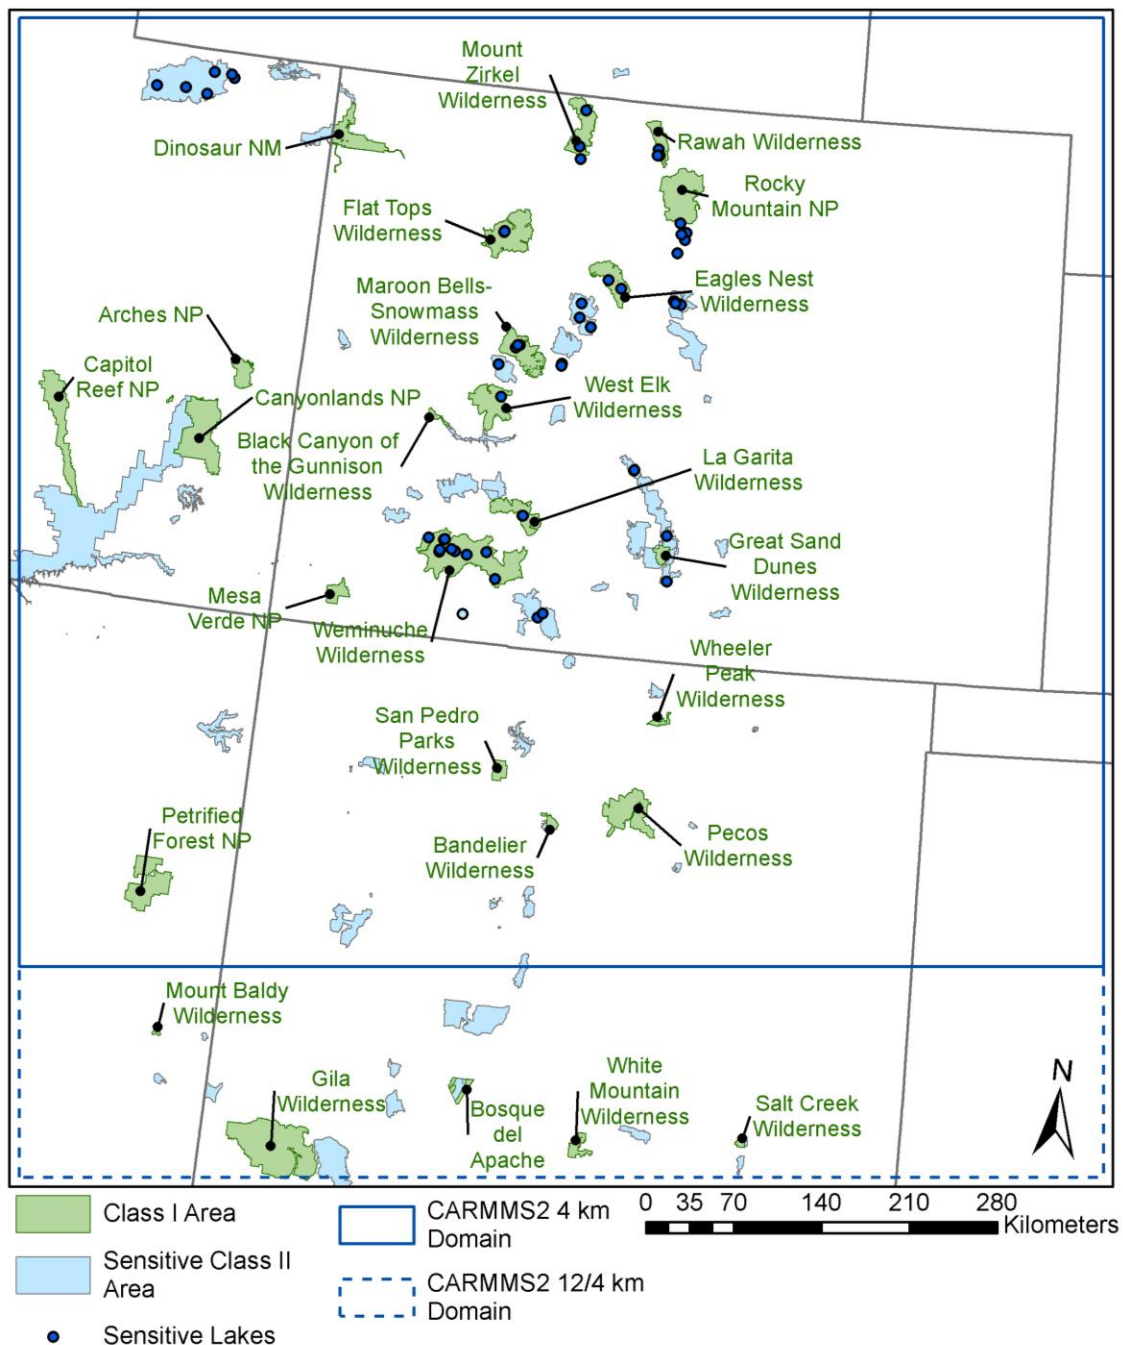 Mount
Zirkel
Wilderness
Dinosaur NM
Rawah Wilderness
Rocky
Mountain NP
Flat Tops
Wilderness
Eagles Nest
Wilderness
Maroon Bells-
Snowmass
Wilderness
Arches NP
Capitol
Reef NP
Canyonlands NP
West Elk
Wilderness
Black Canyon of
the Gunnison
Wilderness
La Garita
Wilderness
Great Sand
Dunes
Wilderness
Mesa
Verde NP
Weminuche
Wilderness
Wheeler
Peak
Wilderness
San Pedro
Parks
Wilderness
Petrified
Forest NP
Bandelier
Wilderness
Pecos
Wilderness
Mount Baldy
Wilderness
Gila
Wilderness
Bosque
del
Apache
White
Mountain
Wilderness
Salt Creek
Wilderness
N
Class I Area
Sensitive Class II
Area
Sensitive Lakes
CARMMS2 4 km
Domain
CARMMS2 12/4 km
Domain
0 35 70 140 210 280
Kilometers